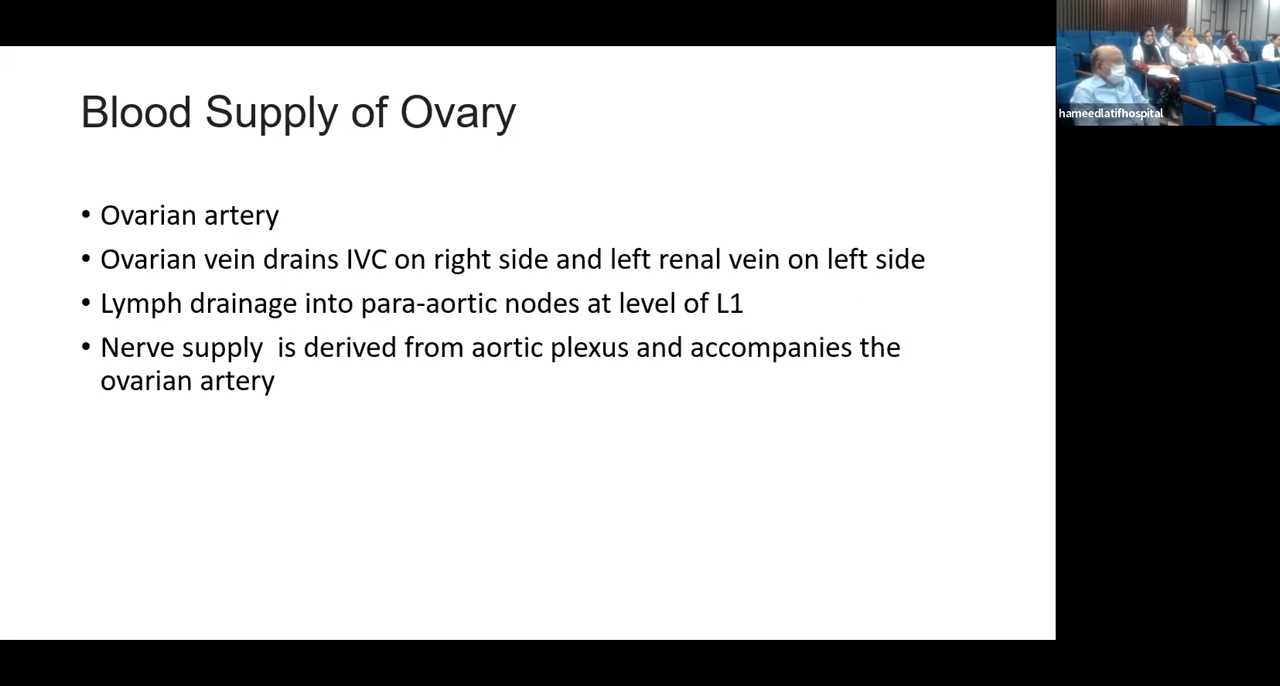 Blood Supply of Ovary
• Ovarian artery
• Ovarian vein drains IVC on right side and left renal vein on left side
• Lymph drainage into para-aortic nodes at level of L1
• Nerve supply  is derived from aortic plexus and accompanies the
ovarian artery
hameedlatifhospital